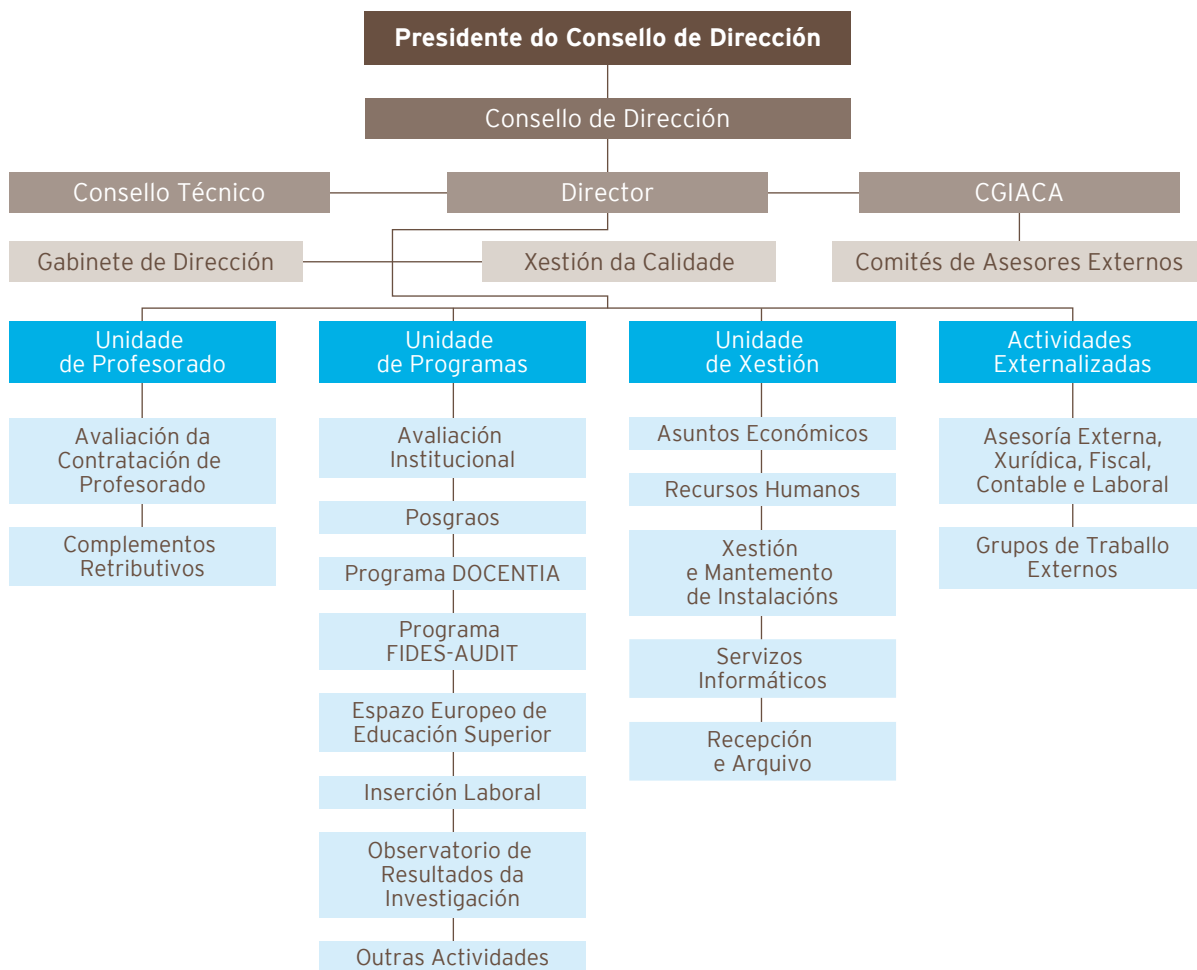 Presidente do Consello de Dirección
Consello de Dirección
Consello Técnico
Director
CGIACA
Gabinete de Dirección
Xestión da Calidade
Comités de Asesores Externos
Unidade
de Profesorado
Avaliación da
Contratación de
Profesorado
Complementos
Retributivos
Unidade
de Programas
Avaliación
Institucional
Posgraos
Programa DOCENTIA
Programa
FIDES-AUDIT
Espazo Europeo de
Educación Superior
Inserción Laboral
Observatorio de
Resultados da
Investigación
Outras Actividades
Unidade
de Xestión
Asuntos Económicos
Recursos Humanos
Xestión
e Mantemento
de Instalacións
Servizos
Informáticos
Recepción
e Arquivo
Actividades
Externalizadas
Asesoría Externa,
Xurídica, Fiscal,
Contable e Laboral
Grupos de Traballo
Externos